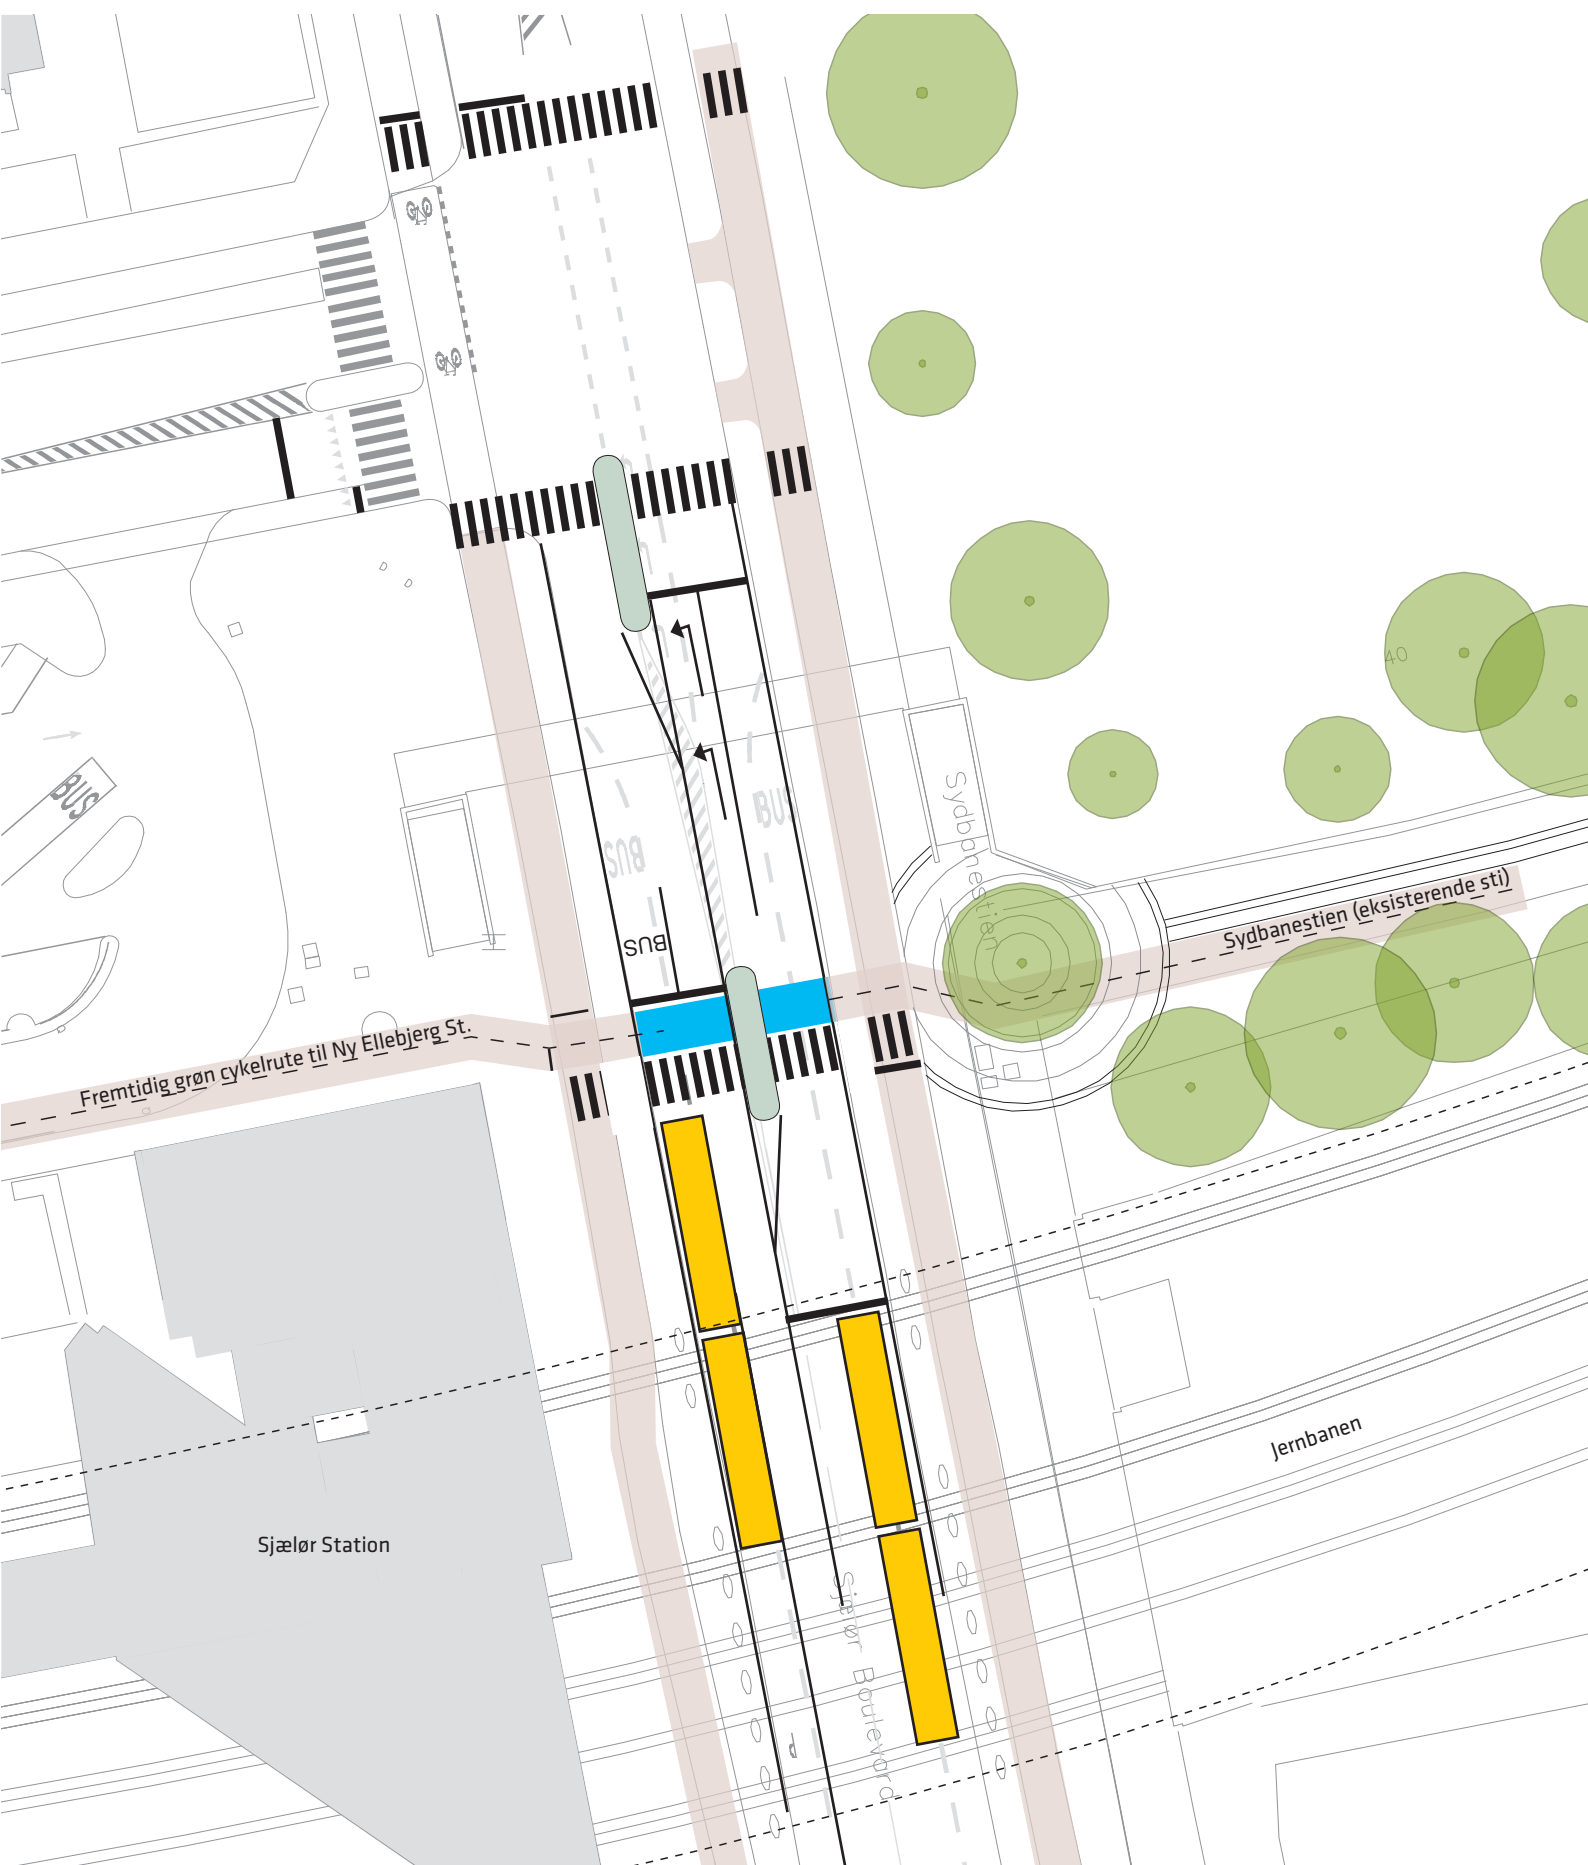 40
BUS
Sydbanestien
BUS
BUS
Sydbanestien (eksisterende sti)
BUS
Fremtidig grøn cykelrute til Ny Ellebjerg St.
Jernbanen
Sjælør Station
Sjælør Boulevard